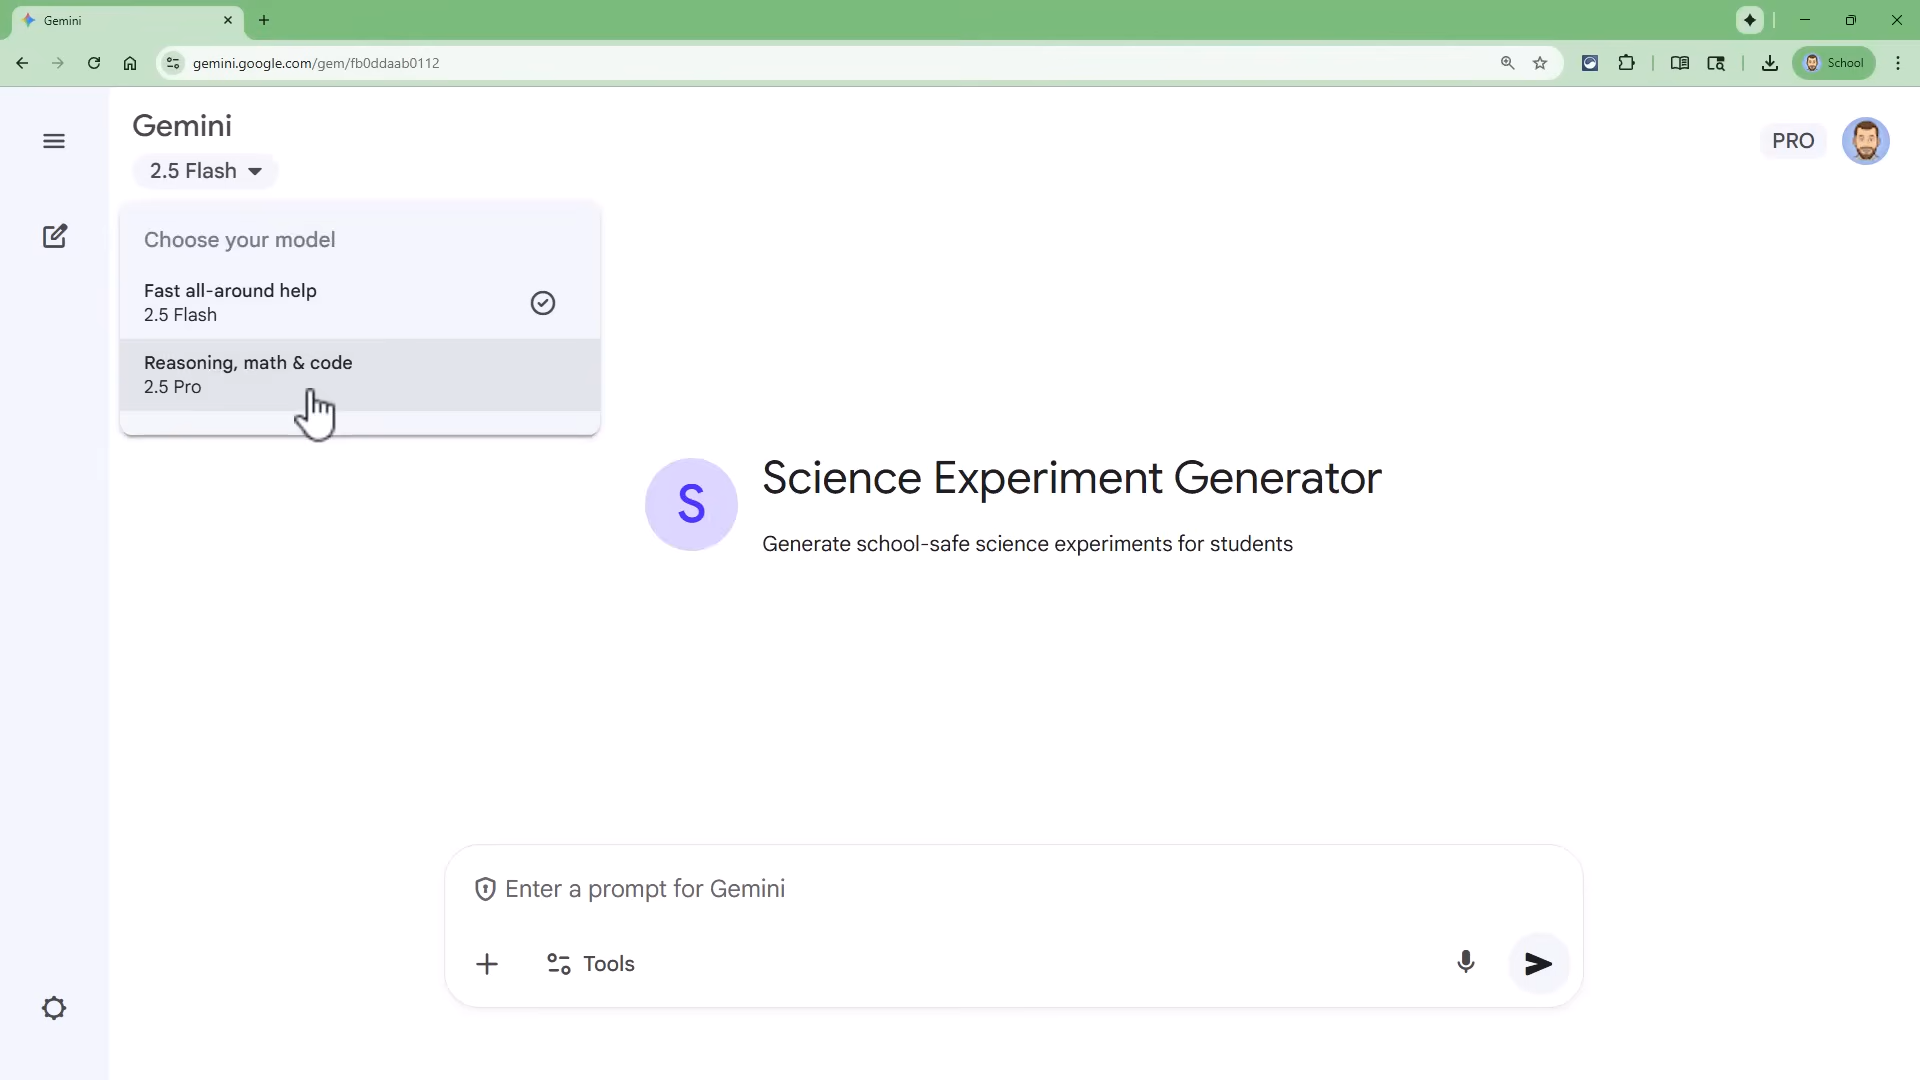 Gemini
gemini.google.com/gem/fb0ddaab0112
School
Gemini
2.5 Flash
PRO
Choose your model
Fast all-around help
2.5 Flash
Reasoning, math & code
2.5 Pro
S
Science Experiment Generator
Generate school-safe science experiments for students
Enter a prompt for Gemini
Tools